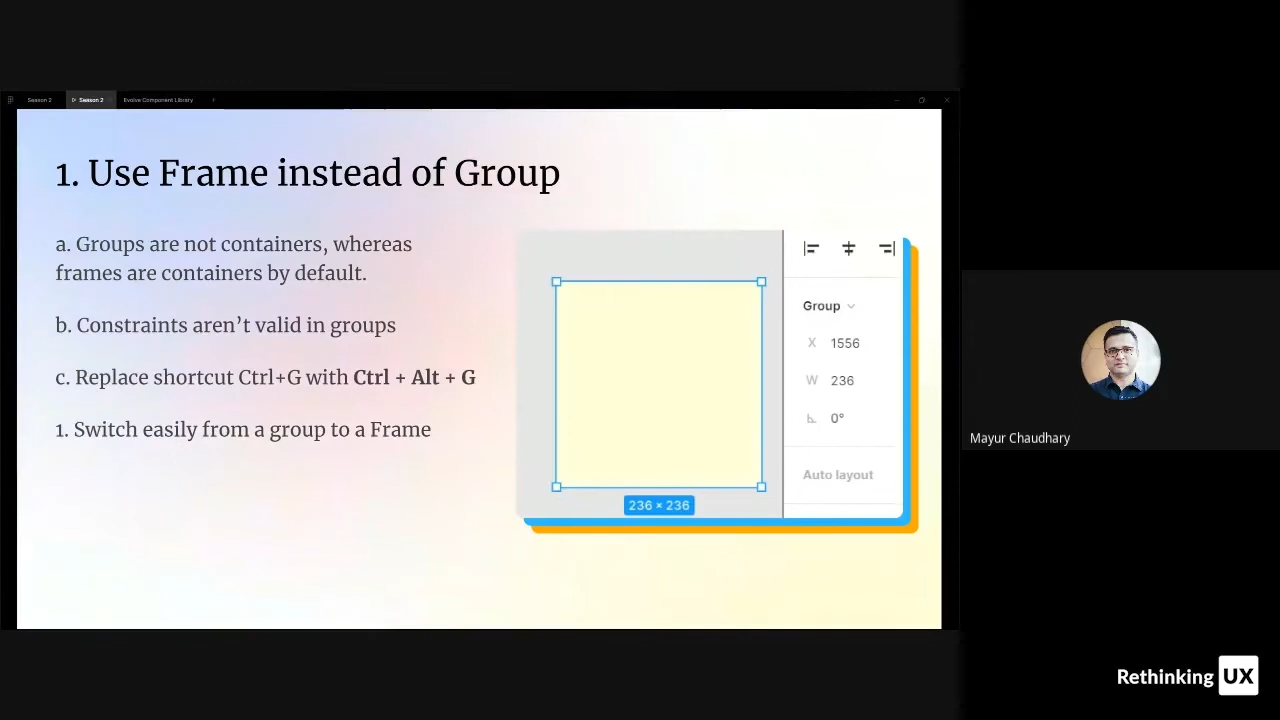 Season 2
Season 2
Evolve Component Library
+
1. Use Frame instead of Group
a. Groups are not containers, whereas
frames are containers by default.
b. Constraints aren’t valid in groups
c. Replace shortcut Ctrl+G with Ctrl + Alt + G
1. Switch easily from a group to a Frame
Group
X 1556
W 236
0°
Auto layout
236 × 236
Mayur Chaudhary
Rethinking UX